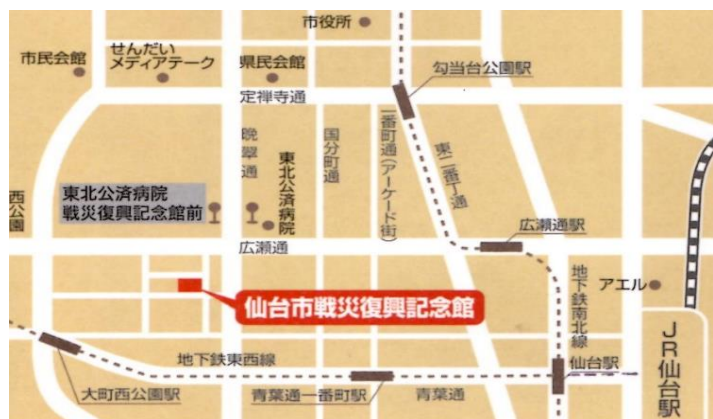 市役所
せんだい
メディアテーク
市民会館
県民会館
勾当台公園駅
定禅寺通
晩翠通
国分町通
一番町通(アーケード街)
東二番丁通
西公園
東北公済病院
戦災復興記念館前
東北公済病院
広瀬通
広瀬通駅
地下鉄南北線
アエル
仙台市戦災復興記念館
JR仙台駅
地下鉄東西線
仙台駅
大町西公園駅
青葉通一番町駅
青葉通